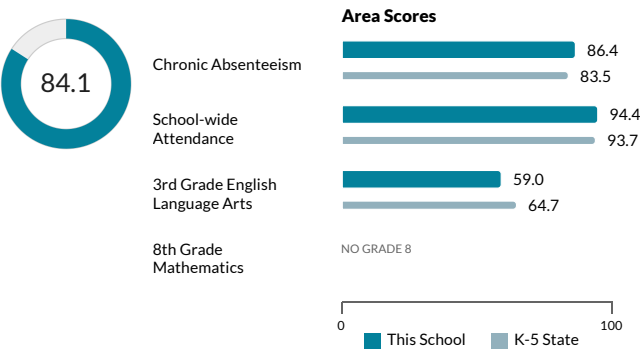 Area Scores
84.1
Chronic Absenteeism
86.4
83.5
School-wide
Attendance
94.4
93.7
3rd Grade English
Language Arts
59.0
64.7
8th Grade
Mathematics
NO GRADE 8
0
100
This School
K-5 State